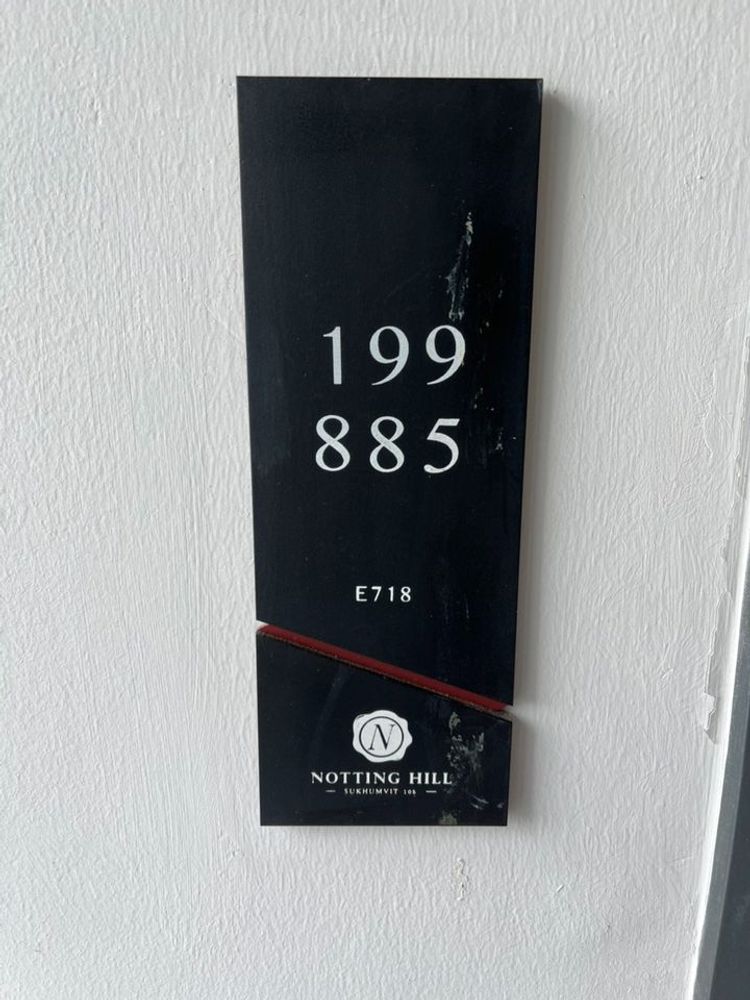 199
885
E718
N
NOTTING HILL
SUKHUMVIT 105